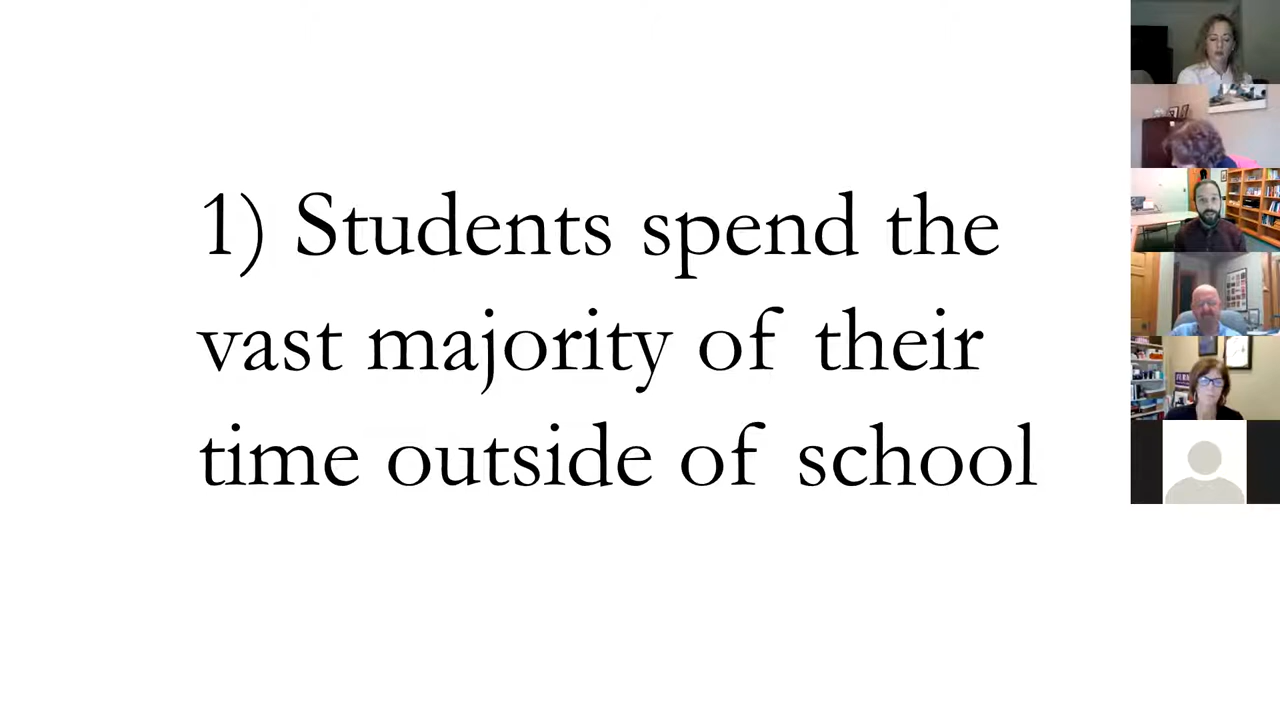 1) Students spend the
vast majority of their
time outside of school